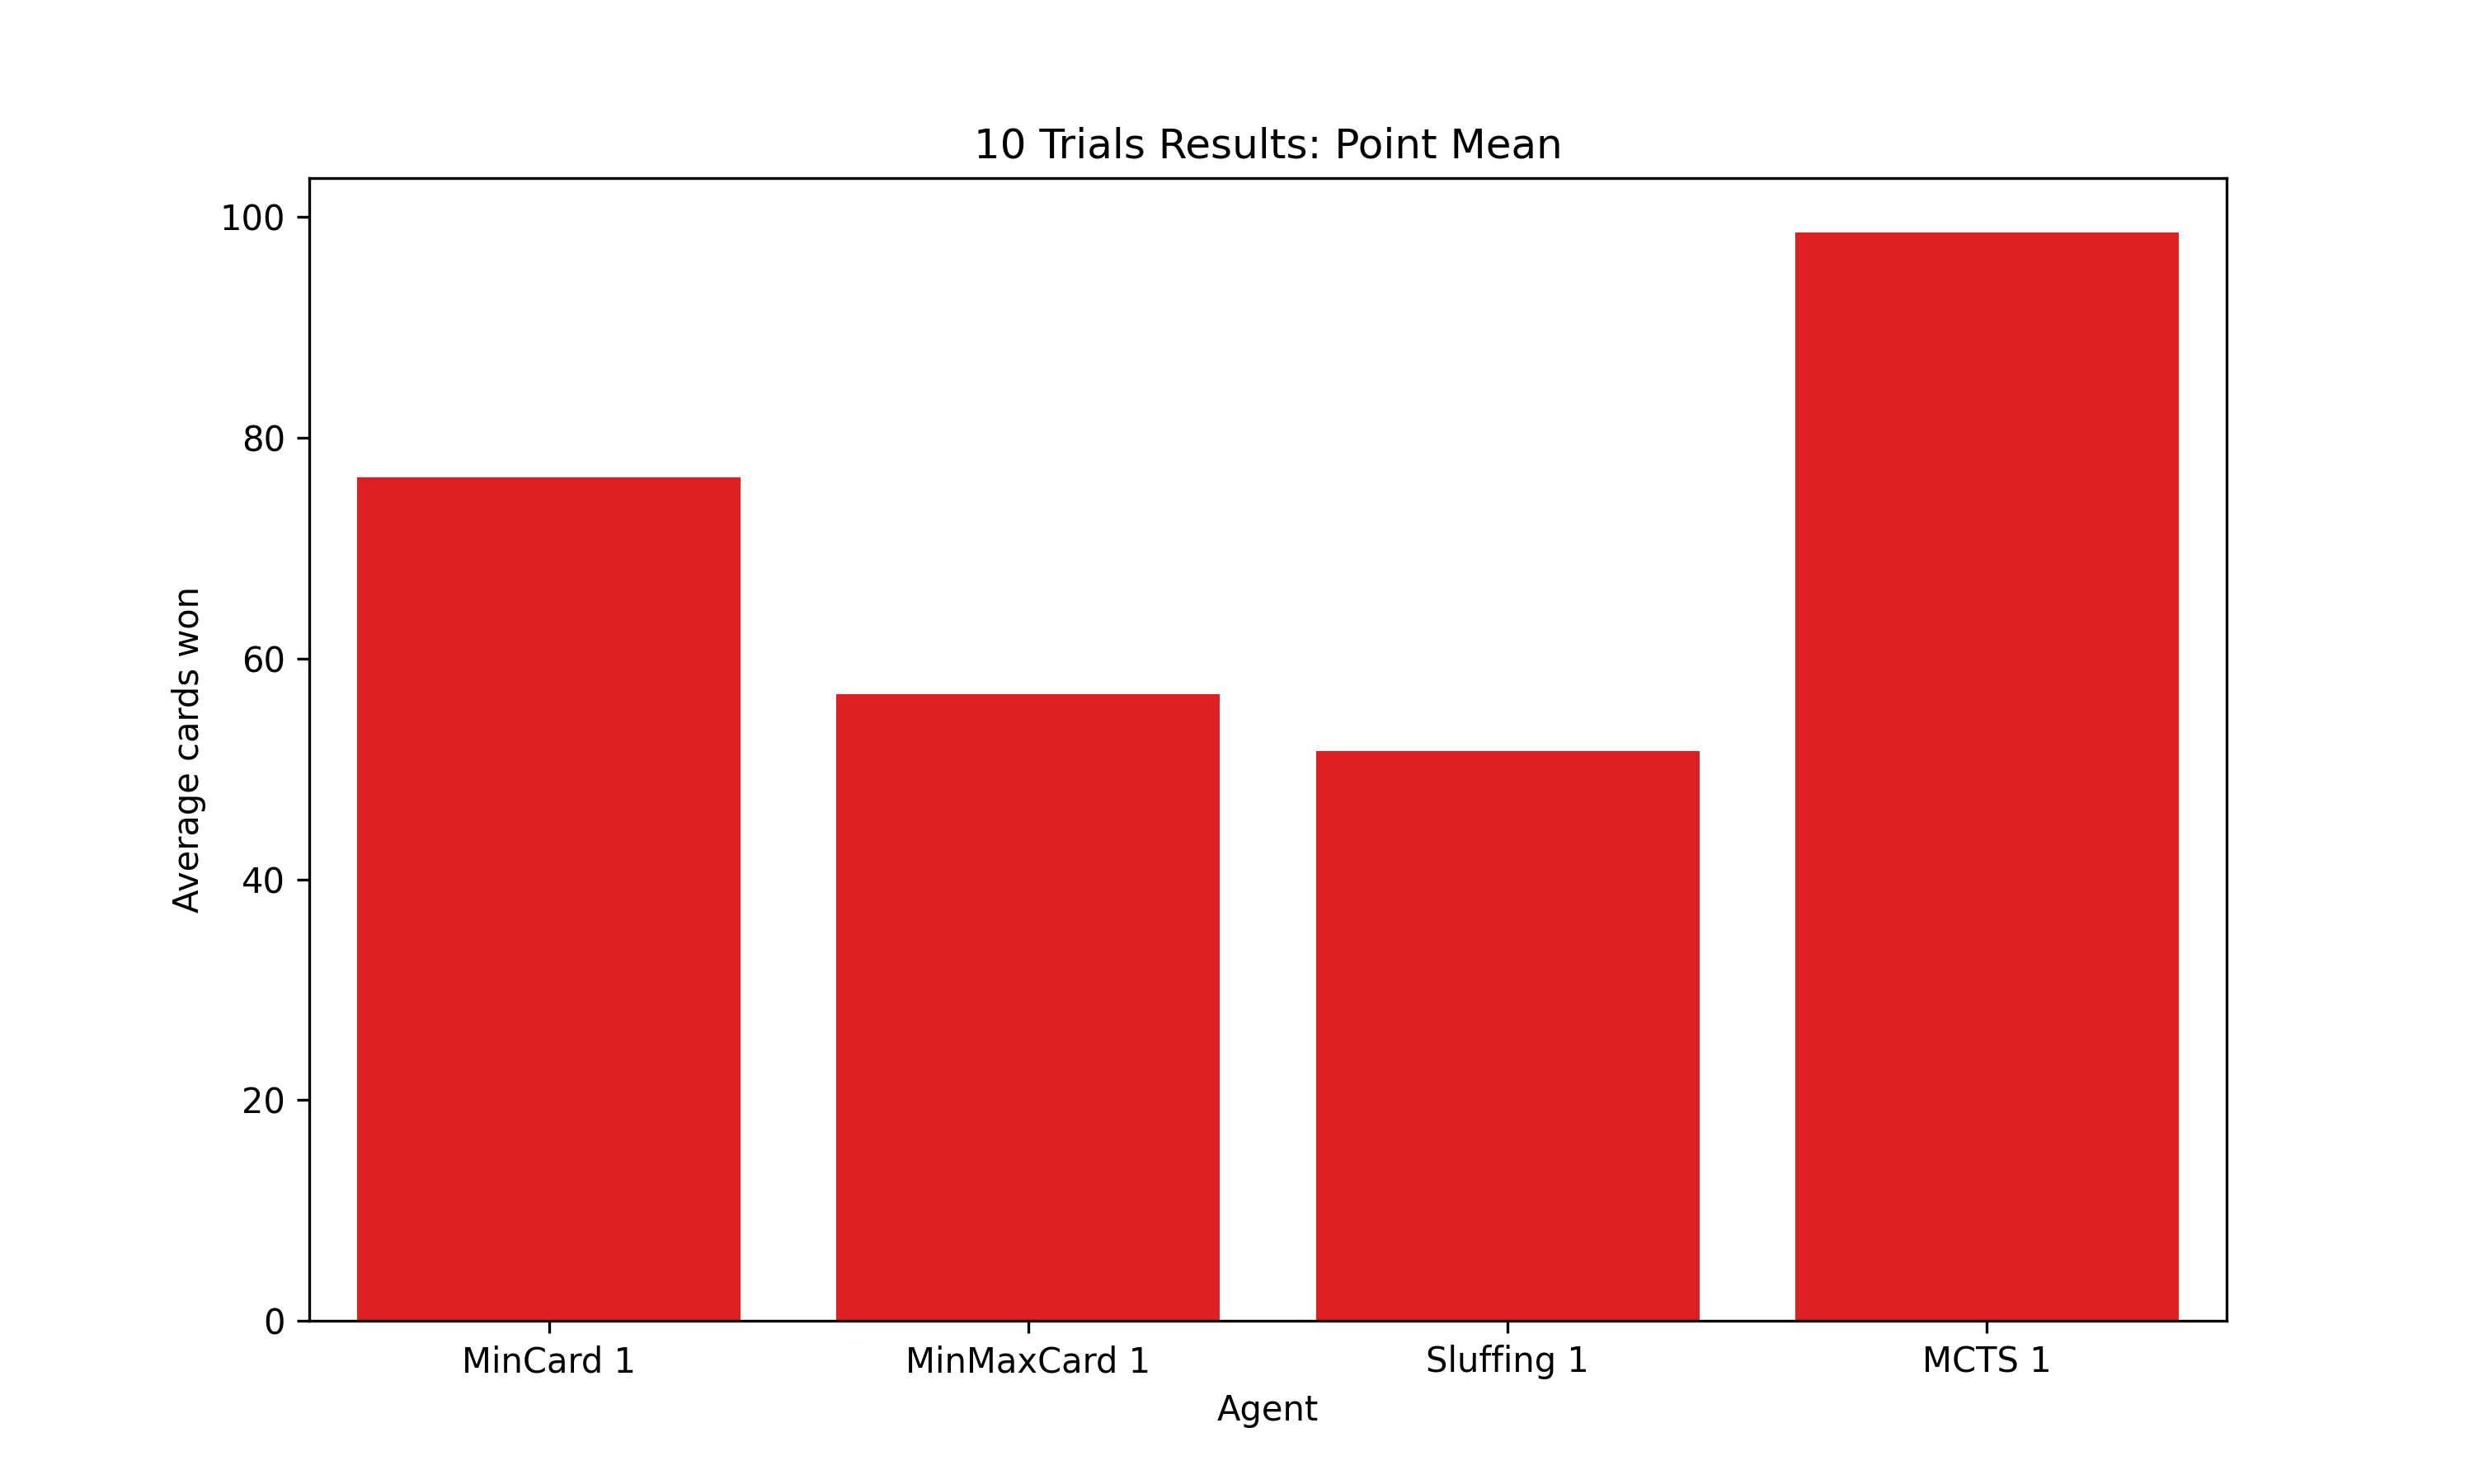 10 Trials Results: Point Mean
Average cards won
100
80
60
40
20
0
MinCard 1
MinMaxCard 1
Sluffing 1
MCTS 1
Agent